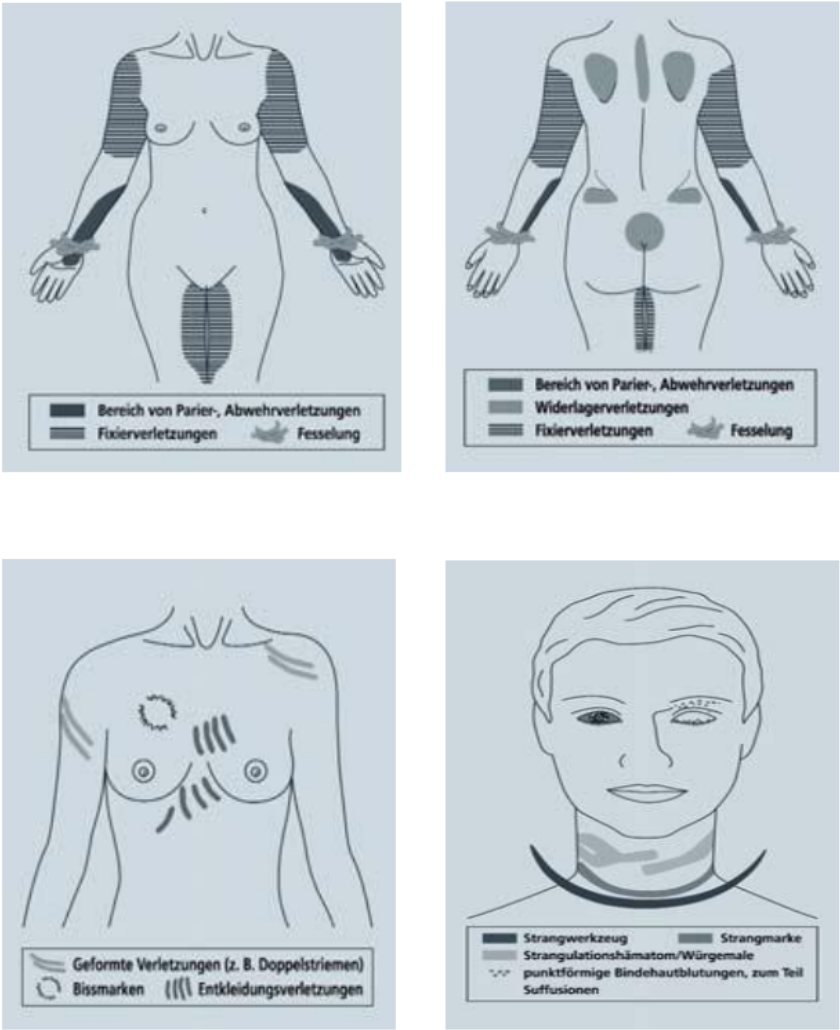 Bereich von Parier-, Abwehrverletzungen
Fixierverletzungen Fesselung
Bereich von Parier-, Abwehrverletzungen
Widerlagerverletzungen
Fixierverletzungen Fesselung
Geformte Verletzungen (z. B. Doppelstriemen)
Bissmarken Entkleidungsverletzungen
Strangwerkzeug Strangmarke
Strangulationshämatom/Würgemale
punktförmige Bindehautblutungen, zum Teil
Suffusionen